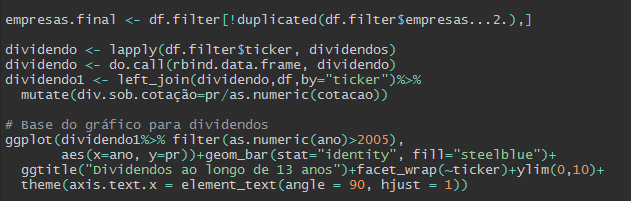 empresas.final <- df.filter[!duplicated(df.filter$empresas...2.),]
dividendo <- lapply(df.filter$ticker, dividendos)
dividendo <- do.call(rbind.data.frame, dividendo)
dividendo1 <- left_join(dividendo,df,by="ticker")%>%
mutate(div.sob.cotação=pr/as.numeric(cotacao))
# Base do gráfico para dividendos
ggplot(dividendo1%>% filter(as.numeric(ano)>2005),
aes(x=ano, y=pr))+geom_bar(stat="identity", fill="steelblue")+
ggtitle("Dividendos ao longo de 13 anos")+facet_wrap(~ticker)+ylim(0,10)+
theme(axis.text.x = element_text(angle = 90, hjust = 1))